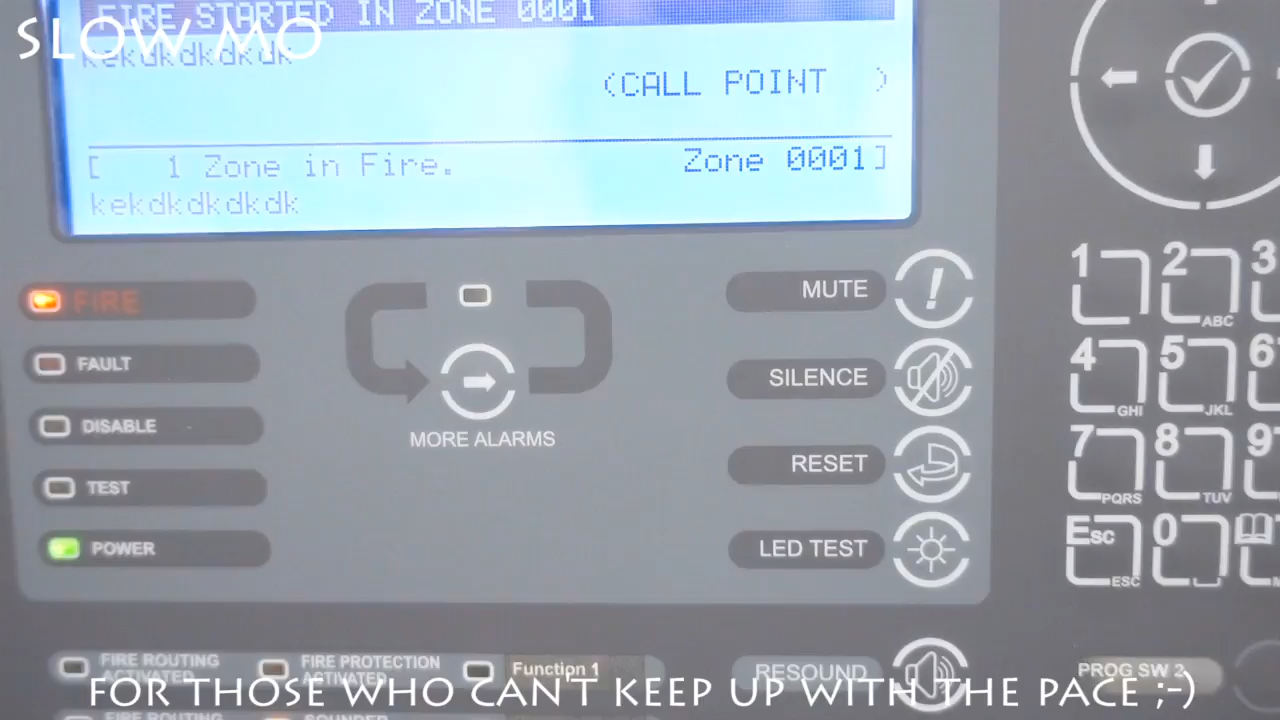 FIRE STARTED IN ZONE 0001
SLOW MO
kekdkdkdkdk
(CALL POINT )
[ 1 Zone in Fire. Zone 0001]
kekdkdkdkdk
FIRE
FAULT
DISABLE
TEST
POWER
MORE ALARMS
MUTE
SILENCE
RESET
LED TEST
1 2 ABC 3
4 GHI 5 JKL 6
7 PQRS 8 TUV 9
Esc ESC 0
FIRE ROUTING ACTIVATED
FIRE PROTECTION ACTIVATED
Function 1
RESOUND
PROG SW 2
FOR THOSE WHO CAN'T KEEP UP WITH THE PACE ;-)
FIRE ROUTING
SOUNDER